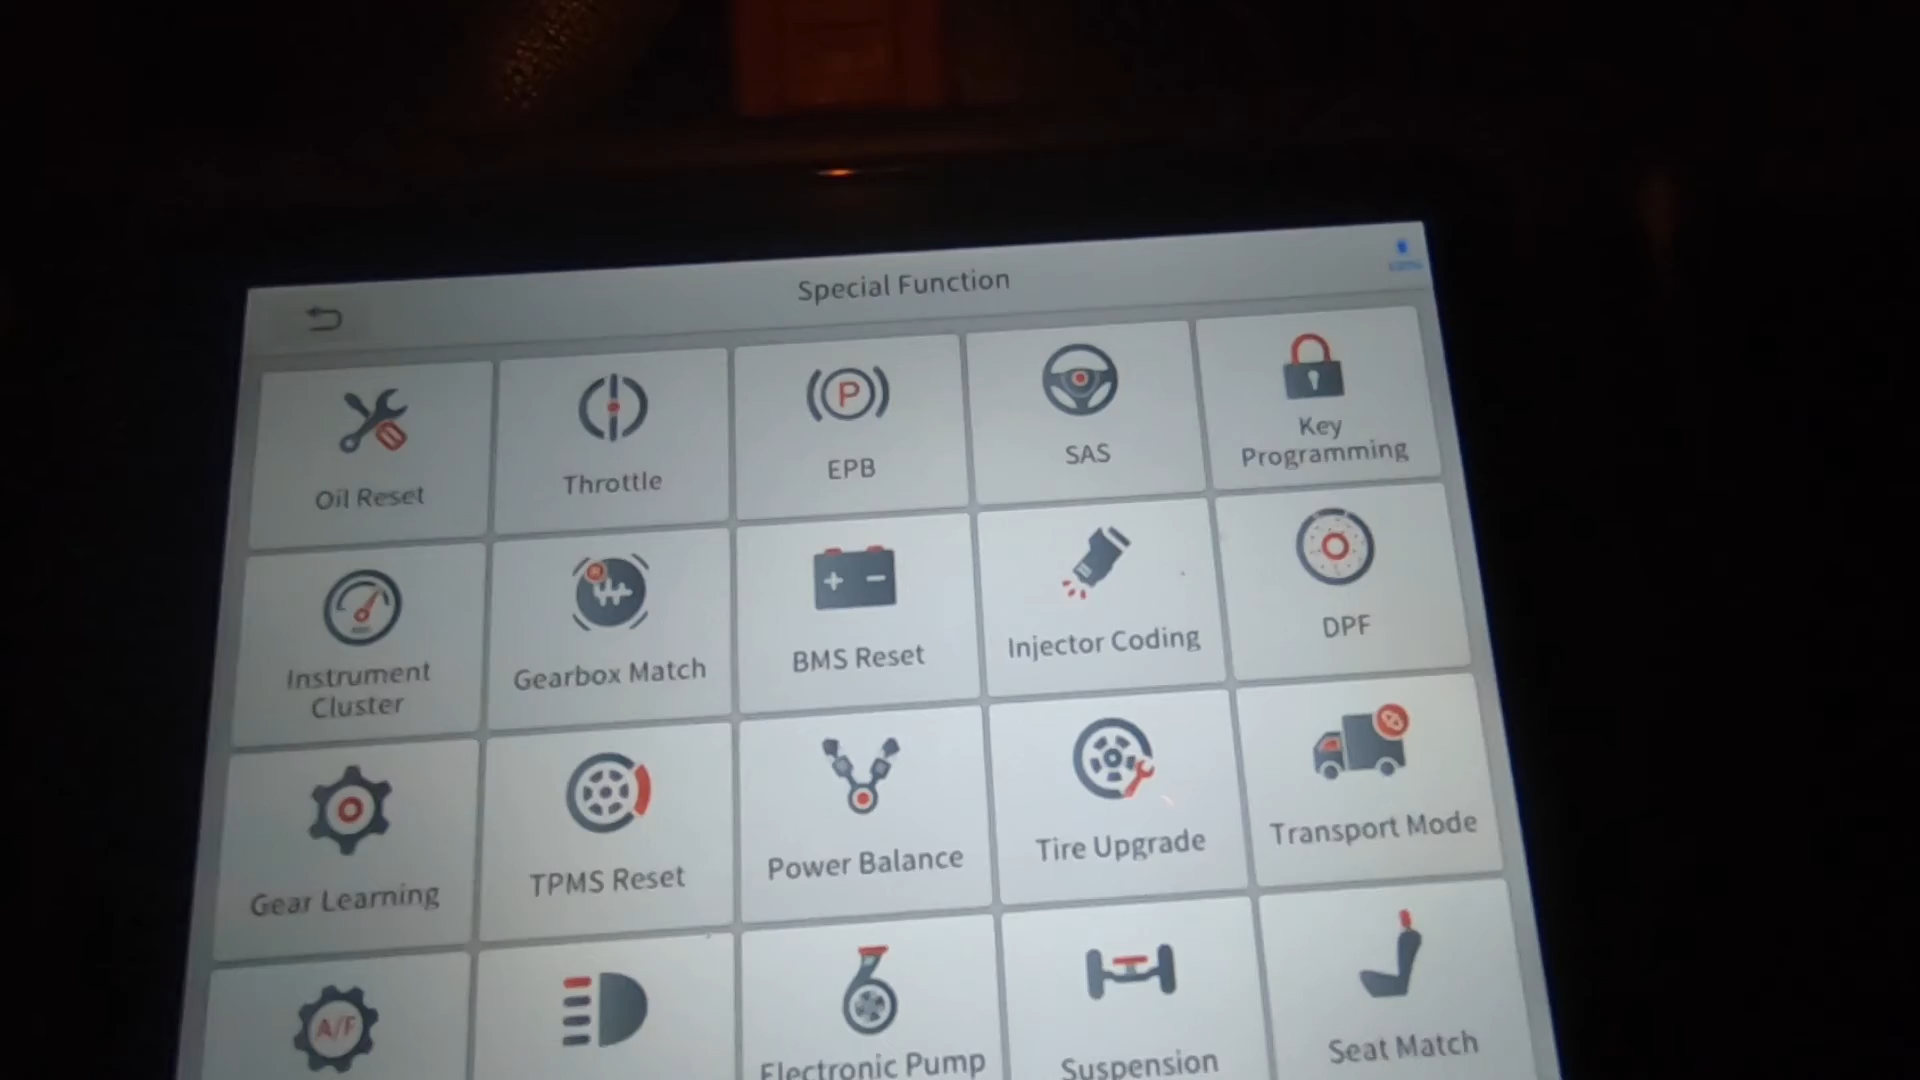 Special Function
Oil Reset
Throttle
P
EPB
SAS
Key
Programming
Instrument
Cluster
Gearbox Match
+ -
BMS Reset
Injector Coding
DPF
Gear Learning
TPMS Reset
Power Balance
Tire Upgrade
Transport Mode
A/F
Electronic Pump
Suspension
Seat Match